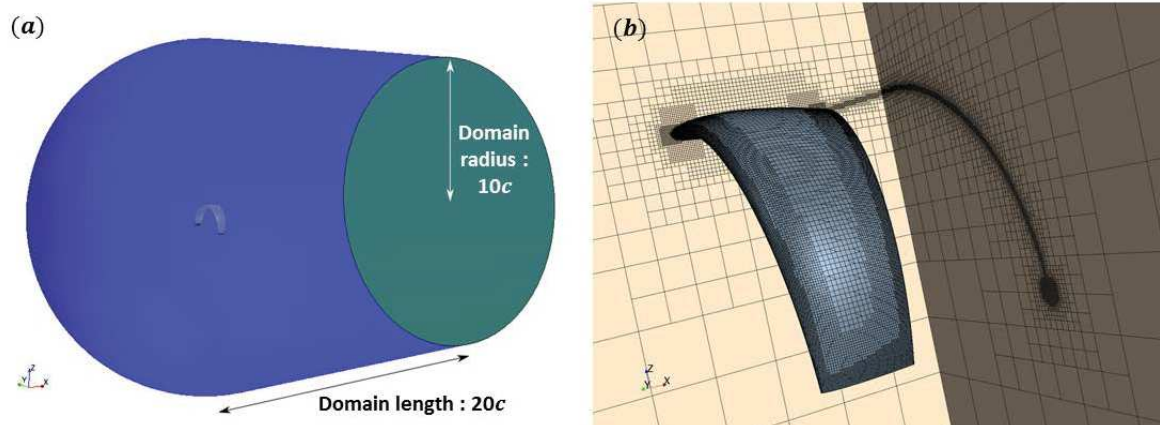 (a)
Domain
radius :
10c
Domain length : 20c
Z
Y
X
(b)
Z
Y
X